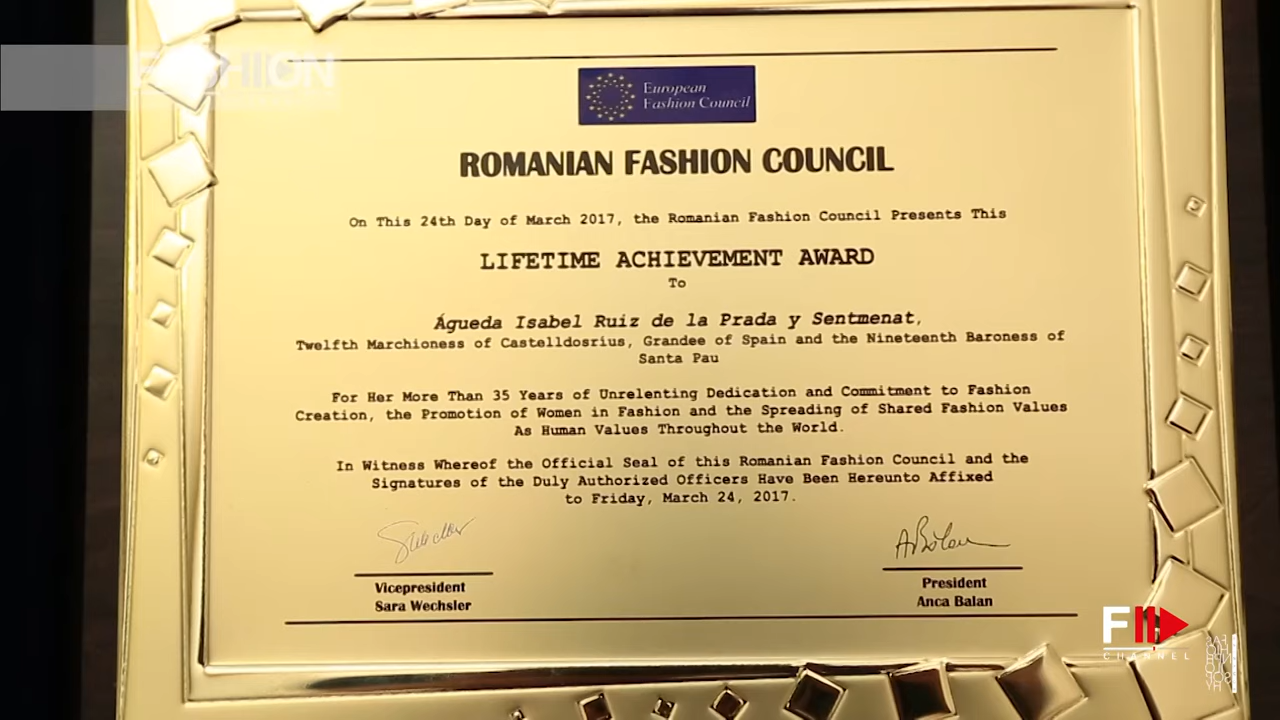 FASHION
European
Fashion Council
ROMANIAN FASHION COUNCIL
On This 24th Day of March 2017, the Romanian Fashion Council Presents This
LIFETIME ACHIEVEMENT AWARD
To
Águeda Isabel Ruiz de la Prada y Sentmenat,
Twelfth Marchioness of Castelldosrius, Grandee of Spain and the Nineteenth Baroness of
Santa Pau
For Her More Than 35 Years of Unrelenting Dedication and Commitment to Fashion
Creation, the Promotion of Women in Fashion and the Spreading of Shared Fashion Values
As Human Values Throughout the World.
In Witness Whereof the Official Seal of this Romanian Fashion Council and the
Signatures of the Duly Authorized Officers Have Been Hereunto Affixed
to Friday, March 24, 2017.
ABalan
Vicepresident
Sara Wechsler
President
Anca Balan
F
CHANNEL